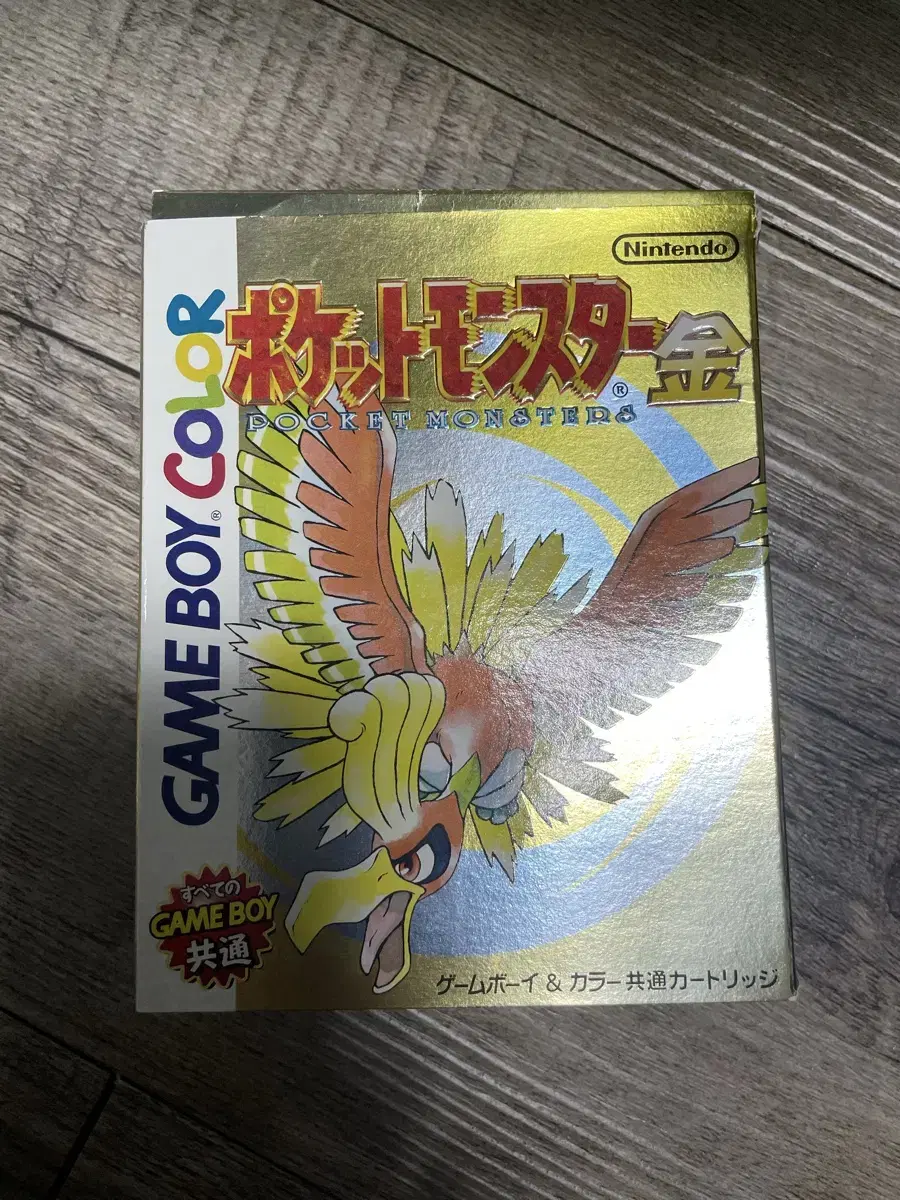 Nintendo
ポケットモンスター金
POCKET MONSTERS
GAME BOY COLOR
すべての
GAME BOY
共通
ゲームボーイ & カラー共通カートリッジ